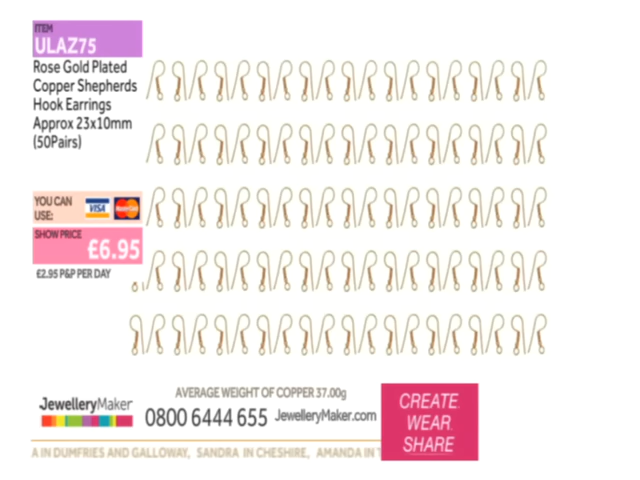 ITEM
ULAZ75
Rose Gold Plated
Copper Shepherds
Hook Earrings
Approx 23x10mm
(50Pairs)
YOU CAN
USE:
VISA
MasterCard
SHOW PRICE
£6.95
£2.95 P&P PER DAY
AVERAGE WEIGHT OF COPPER 37.00g
JewelleryMaker
0800 6444 655 JewelleryMaker.com
CREATE.
WEAR.
SHARE
A IN DUMFRIES AND GALLOWAY, SANDRA IN CHESHIRE, AMANDA IN